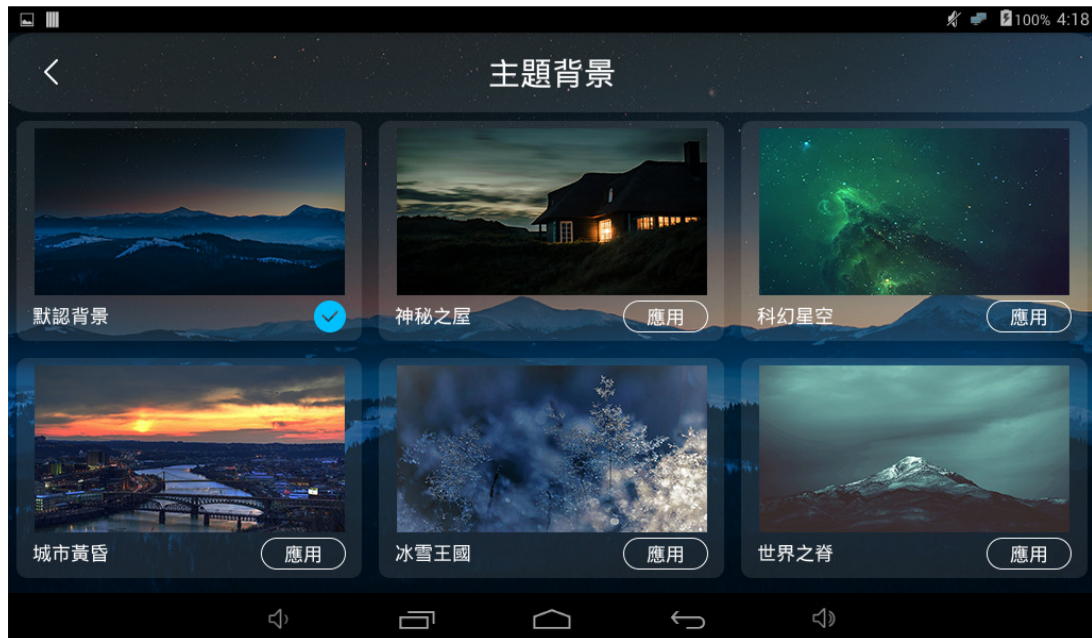 100% 4:18
主題背景
默認背景
神秘之屋 應用
科幻星空 應用
城市黃昏 應用
冰雪王國 應用
世界之脊 應用